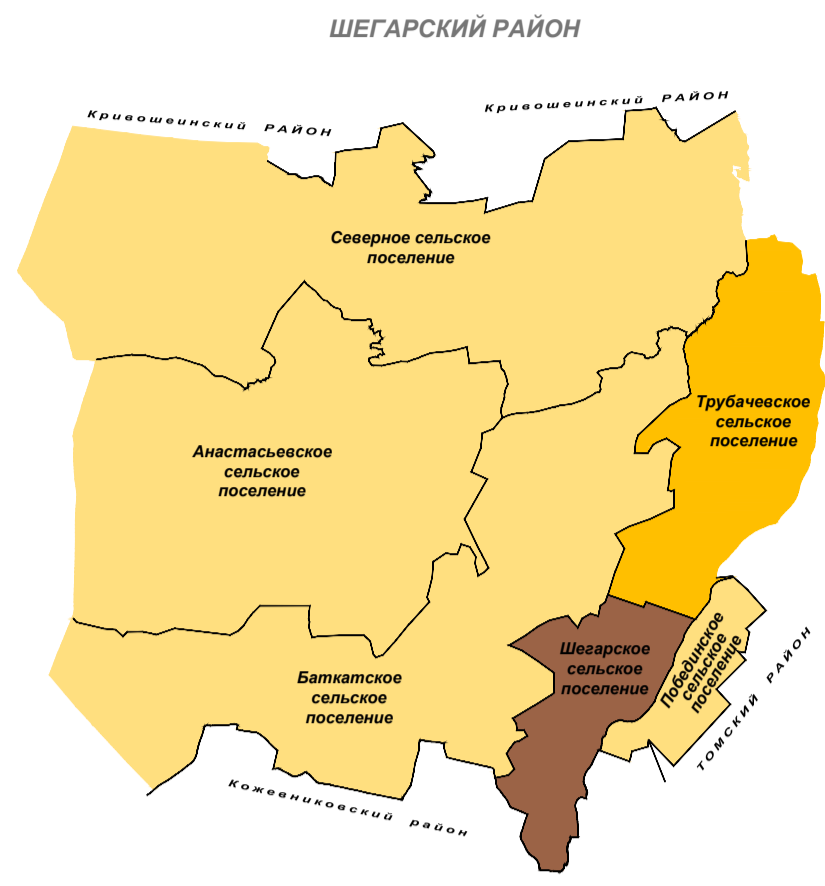 ШЕГАРСКИЙ РАЙОН
Кривошеинский РАЙОН
Кривошеинский РАЙОН
Северное сельское
поселение
Трубачевское
сельское
поселение
Анастасьевское
сельское
поселение
Шегарское
сельское
поселение
Побединское
сельское
поселение
Баткатское
сельское
поселение
ТОМСКИЙ РАЙОН
Кожевниковский район